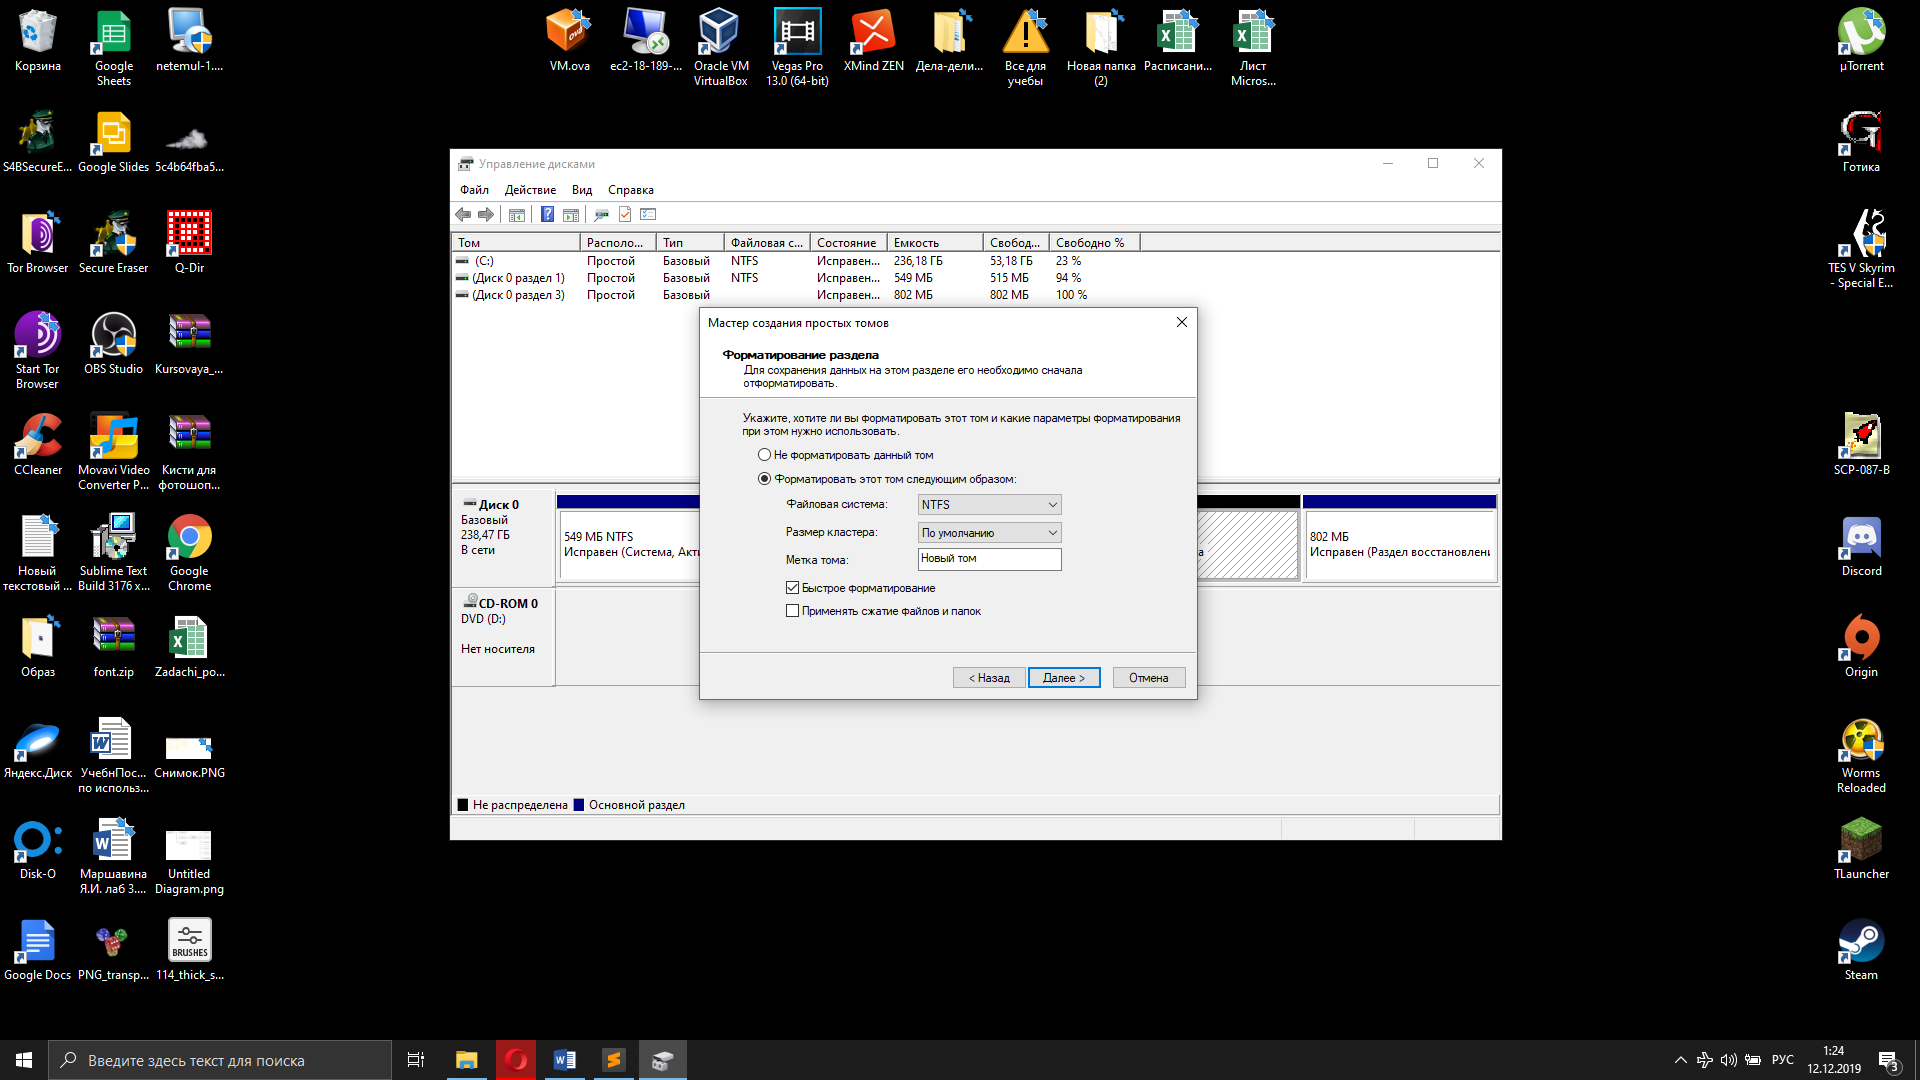 Корзина
Google Sheets
netemul-1....
VM.ova
ec2-18-189-...
Oracle VM VirtualBox
Vegas Pro 13.0 (64-bit)
XMind ZEN
Дела-дели...
Все для учебы
Новая папка (2)
Расписани...
Лист Micros...
µTorrent
S4BSecureE...
Google Slides
5c4b64fba5...
Готика
Tor Browser
Secure Eraser
Q-Dir
TES V Skyrim - Special E...
Start Tor Browser
OBS Studio
Kursovaya_...
CCleaner
Movavi Video Converter P...
Кисти для фотошоп...
SCP-087-B
Новый текстовый ...
Sublime Text Build 3176 x...
Google Chrome
Discord
Образ
font.zip
Zadachi_po...
Origin
Яндекс.Диск
УчебнПос... по использ...
Снимок.PNG
Worms Reloaded
Disk-O
Маршавина Я.И. лаб 3....
Untitled Diagram.png
TLauncher
Google Docs
PNG_transp...
BRUSHES
114_thick_s...
Steam
Управление дисками
Файл Действие Вид Справка
Том Располо... Тип Файловая с... Состояние Емкость Свобод... Свободно %
(C:) Простой Базовый NTFS Исправен... 236,18 ГБ 53,18 ГБ 23 %
(Диск 0 раздел 1) Простой Базовый NTFS Исправен... 549 МБ 515 МБ 94 %
(Диск 0 раздел 3) Простой Базовый Исправен... 802 МБ 802 МБ 100 %
Мастер создания простых томов
Форматирование раздела
Для сохранения данных на этом разделе его необходимо сначала
отформатировать.
Укажите, хотите ли вы форматировать этот том и какие параметры форматирования
при этом нужно использовать.
Не форматировать данный том
Форматировать этот том следующим образом:
Файловая система: NTFS
Размер кластера: По умолчанию
Метка тома: Новый том
Быстрое форматирование
Применять сжатие файлов и папок
< Назад Далее > Отмена
Диск 0
Базовый
238,47 ГБ
В сети
549 МБ NTFS
Исправен (Система, Акти
а
802 МБ
Исправен (Раздел восстановлени
CD-ROM 0
DVD (D:)
Нет носителя
Не распределена Основной раздел
Введите здесь текст для поиска
РУС
1:24
12.12.2019
3